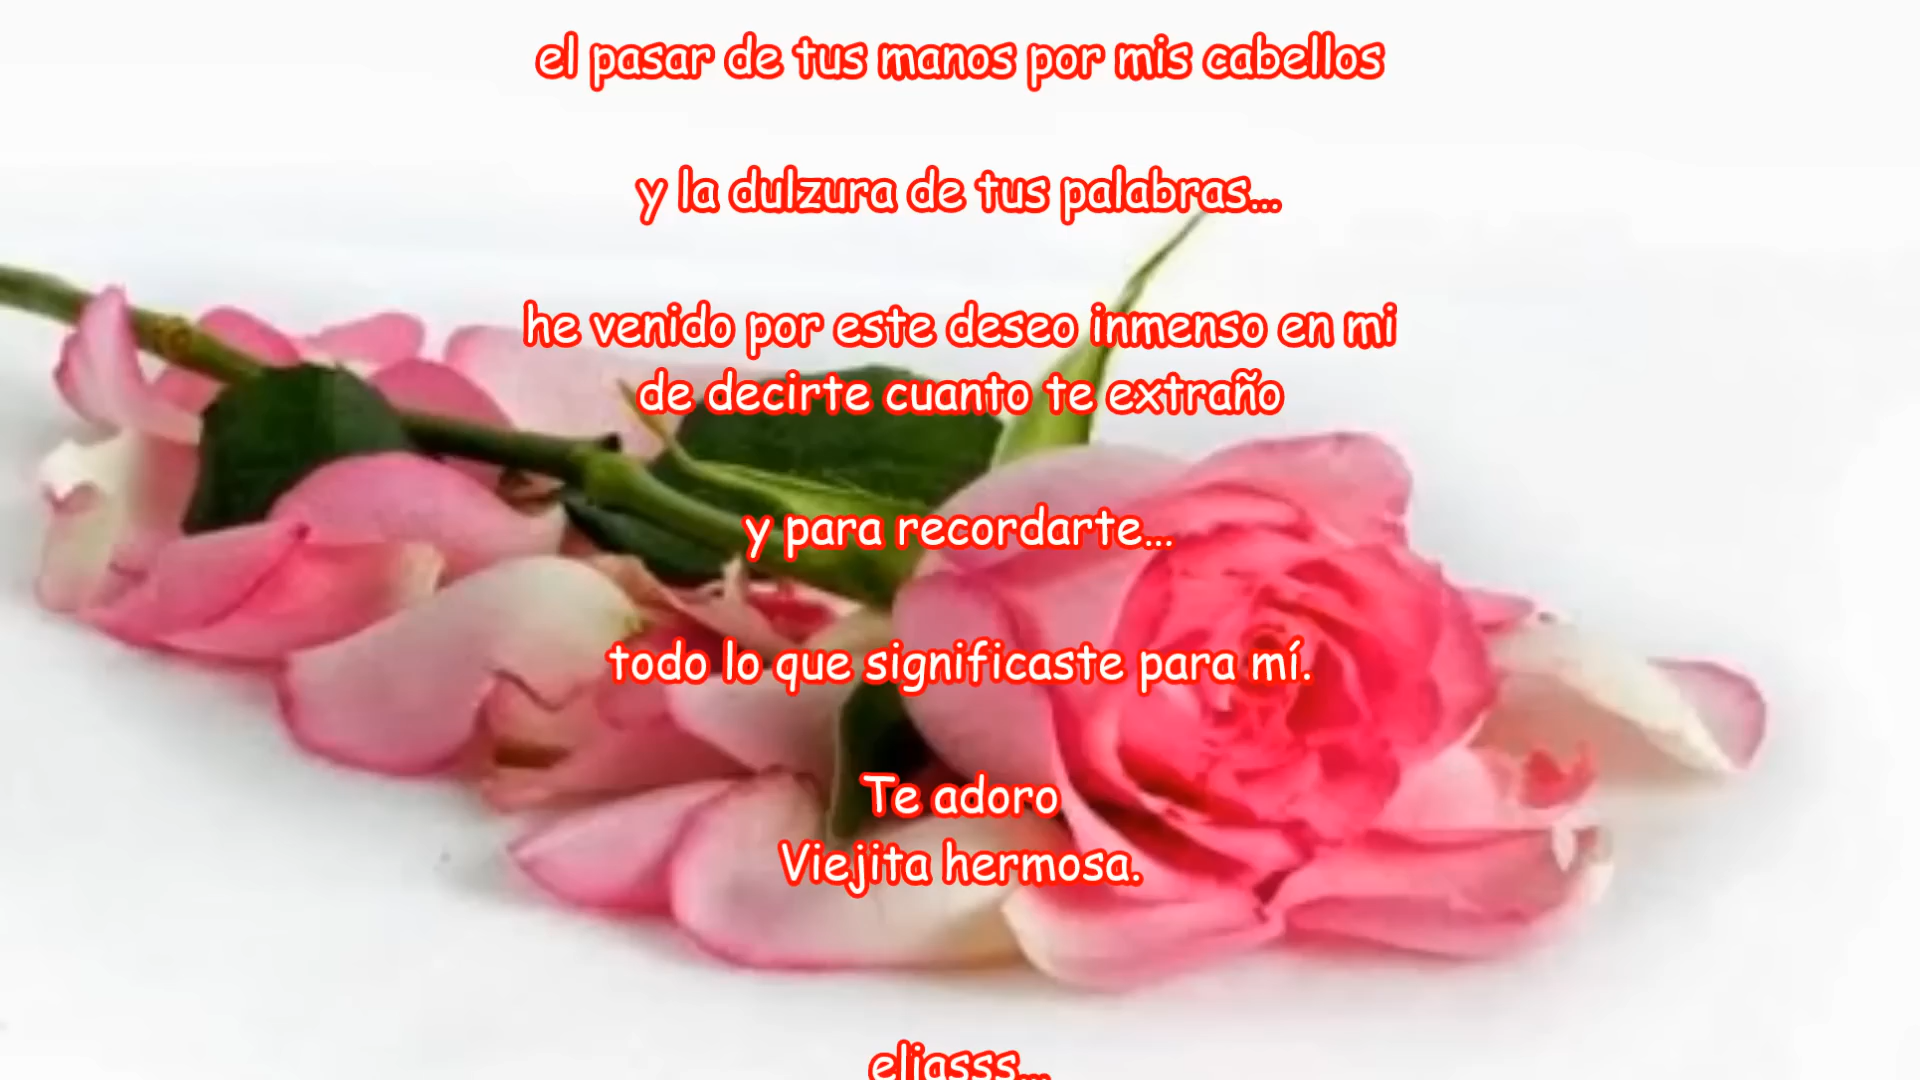 el pasar de tus manos por mis cabellos
y la dulzura de tus palabras...
he venido por este deseo inmenso en mi
de decirte cuanto te extraño
y para recordarte...
todo lo que significaste para mí.
Te adoro
Viejita hermosa.
eliasss...